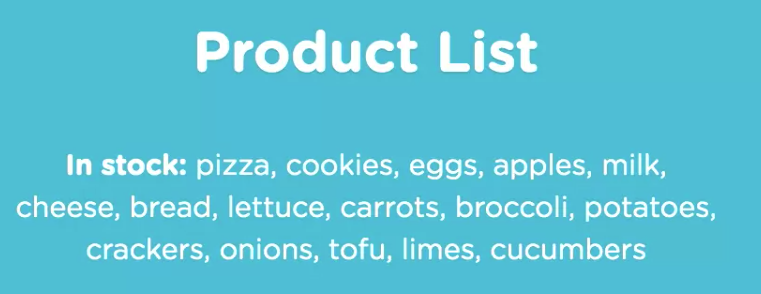 Product List
In stock: pizza, cookies, eggs, apples, milk,
cheese, bread, lettuce, carrots, broccoli, potatoes,
crackers, onions, tofu, limes, cucumbers